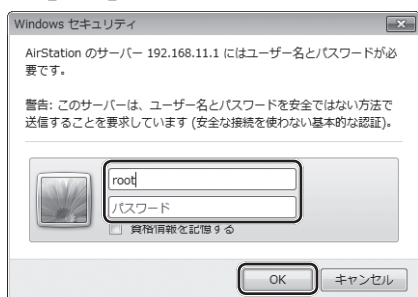 Windows セキュリティ
AirStation のサーバー 192.168.11.1 にはユーザー名とパスワードが必
要です。
警告: このサーバーは、ユーザー名とパスワードを安全ではない方法で
送信することを要求しています (安全な接続を使わない基本的な認証)。
root
パスワード
資格情報を記憶する
OK キャンセル